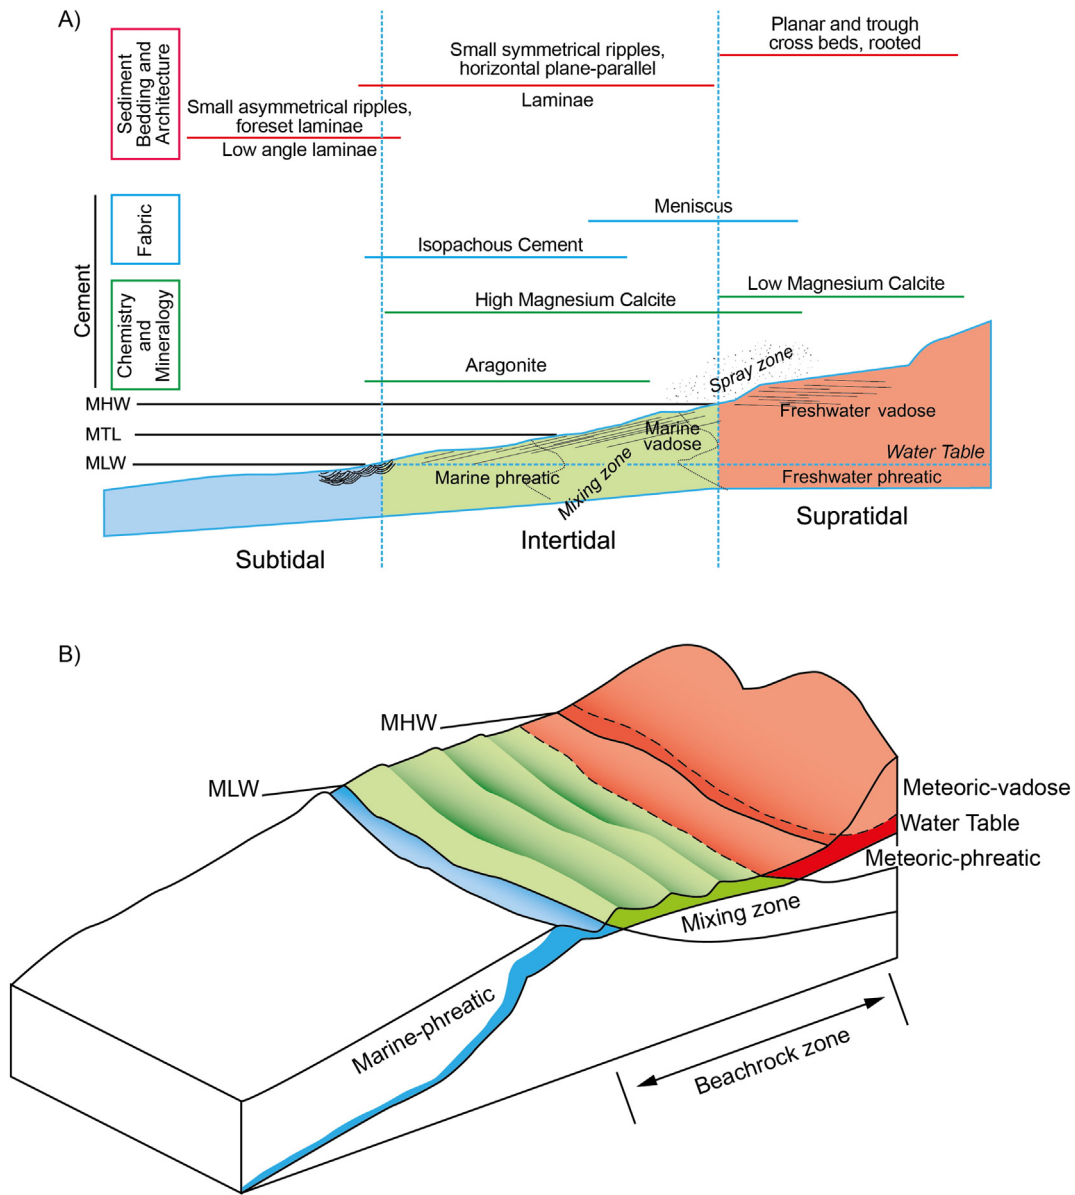 A)
Sediment
Bedding and
Architecture
Planar and trough
cross beds, rooted
Small symmetrical ripples,
horizontal plane-parallel
Laminae
Small asymmetrical ripples,
foreset laminae
Low angle laminae
Cement
Fabric
Meniscus
Isopachous Cement
Chemistry
and
Mineralogy
Low Magnesium Calcite
High Magnesium Calcite
Aragonite
Spray zone
MHW
MTL
MLW
Freshwater vadose
Marine
vadose
Water Table
Marine phreatic
Mixing zone
Freshwater phreatic
Subtidal
Intertidal
Supratidal
B)
MHW
MLW
Meteoric-vadose
Water Table
Meteoric-phreatic
Mixing zone
Marine-phreatic
Beachrock zone